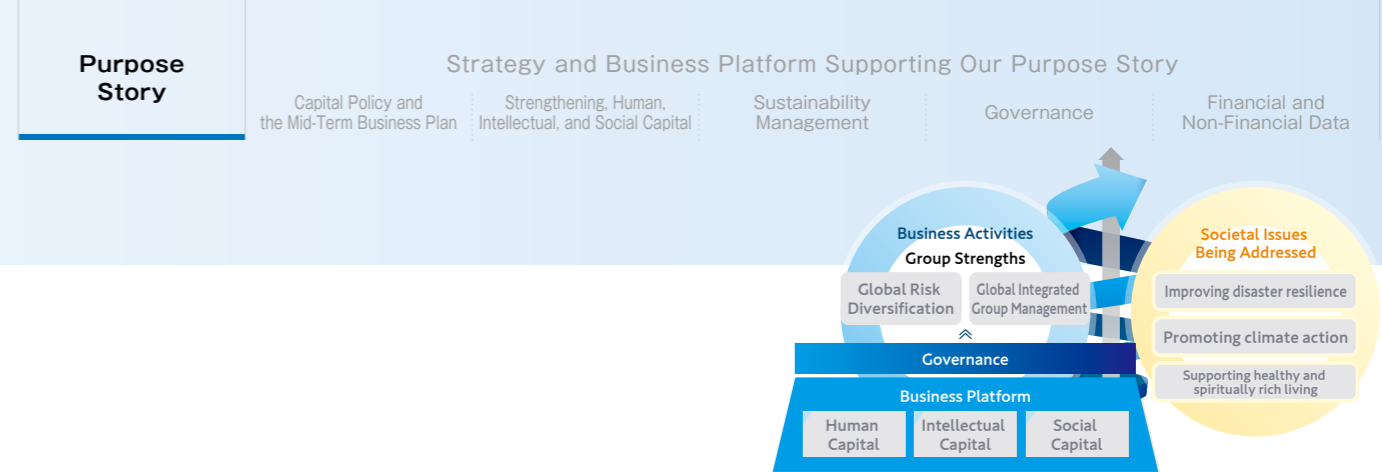 Purpose
Story
Strategy and Business Platform Supporting Our Purpose Story
Capital Policy and
the Mid-Term Business Plan
Strengthening, Human,
Intellectual, and Social Capital
Sustainability
Management
Governance
Financial and
Non-Financial Data
Business Activities
Group Strengths
Global Risk
Diversification
Global Integrated
Group Management
Governance
Business Platform
Human
Capital
Intellectual
Capital
Social
Capital
Societal Issues
Being Addressed
Improving disaster resilience
Promoting climate action
Supporting healthy and
spiritually rich living